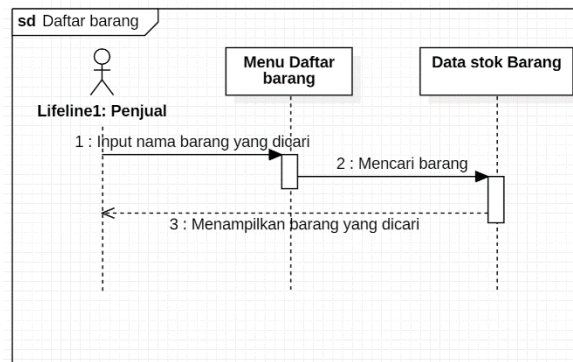 sd Daftar barang
Menu Daftar
barang
Data stok Barang
Lifeline1: Penjual
1 : Input nama barang yang dicari
2 : Mencari barang
3 : Menampilkan barang yang dicari